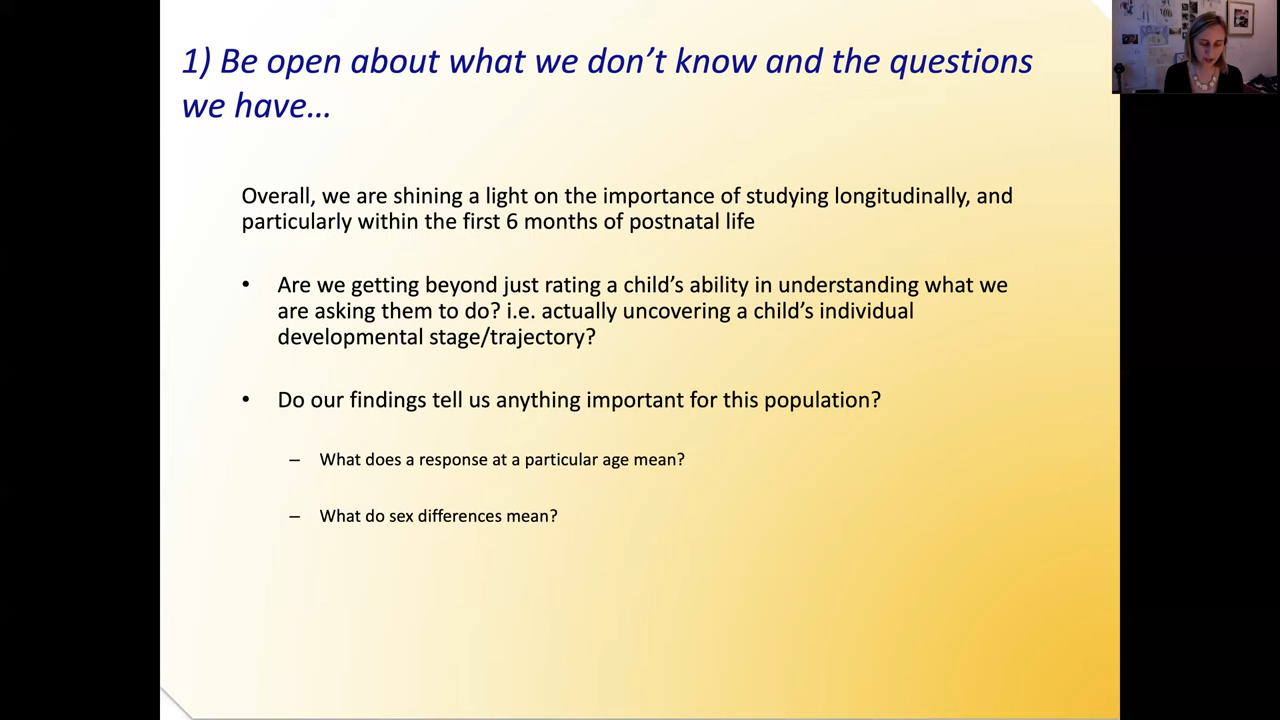 1) Be open about what we don’t know and the questions
we have…
Overall, we are shining a light on the importance of studying longitudinally, and
particularly within the first 6 months of postnatal life
• Are we getting beyond just rating a child’s ability in understanding what we
are asking them to do? i.e. actually uncovering a child’s individual
developmental stage/trajectory?
• Do our findings tell us anything important for this population?
– What does a response at a particular age mean?
– What do sex differences mean?